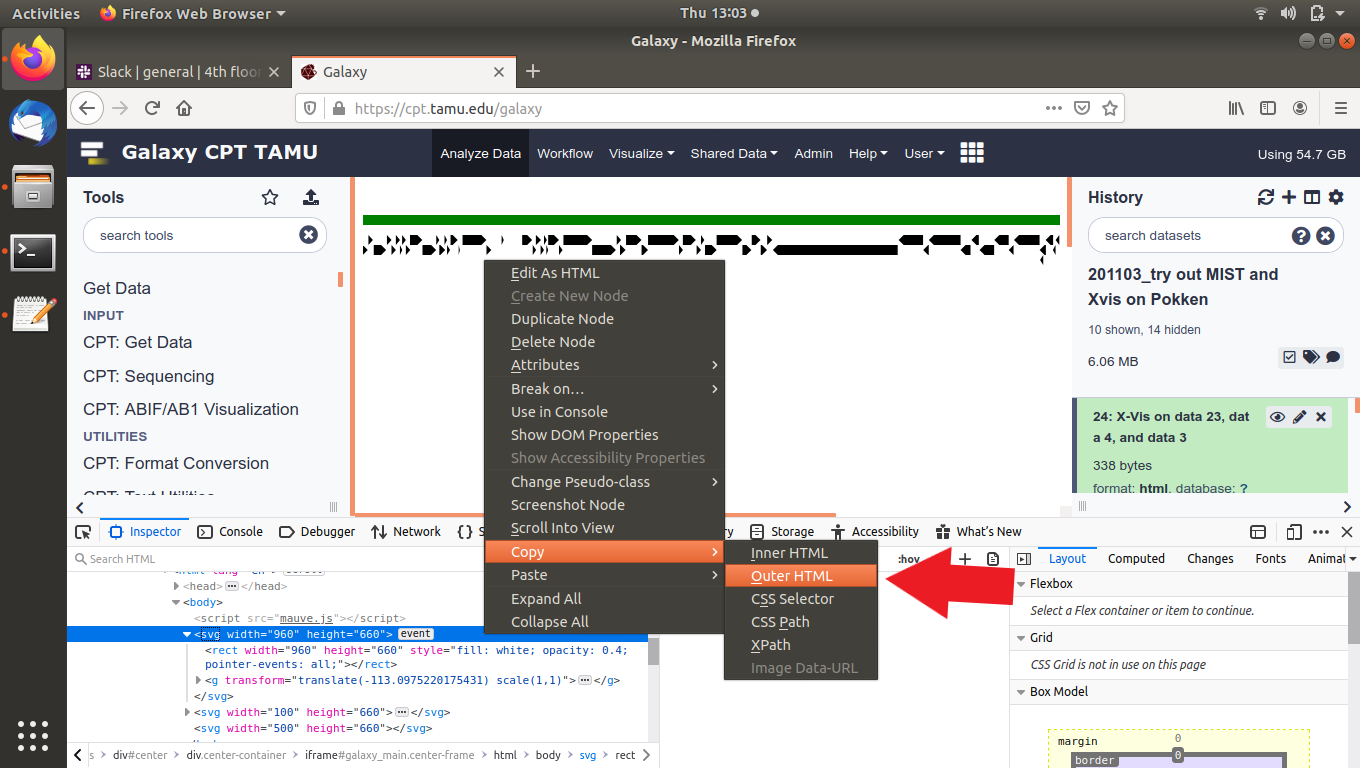 Activities
Firefox Web Browser
Thu 13:03
Galaxy - Mozilla Firefox
Slack | general | 4th floor
Galaxy
https://cpt.tamu.edu/galaxy
Galaxy CPT TAMU
Analyze Data
Workflow
Visualize
Shared Data
Admin
Help
User
Using 54.7 GB
Tools
search tools
Get Data
INPUT
CPT: Get Data
CPT: Sequencing
CPT: ABIF/AB1 Visualization
UTILITIES
CPT: Format Conversion
CPT: Text Utilities
Edit As HTML
Create New Node
Duplicate Node
Delete Node
Attributes
Break on…
Use in Console
Show DOM Properties
Show Accessibility Properties
Change Pseudo-class
Screenshot Node
Scroll Into View
Copy
Paste
Expand All
Collapse All
Inner HTML
Outer HTML
CSS Selector
CSS Path
XPath
Image Data-URL
History
search datasets
201103_try out MIST and
Xvis on Pokken
10 shown, 14 hidden
6.06 MB
24: X-Vis on data 23, dat
a 4, and data 3
338 bytes
format: html, database: ?
Inspector
Console
Debugger
Network
Storage
Accessibility
What's New
Search HTML
:hov
<head>…</head>
<body>
<script src="mauve.js"></script>
<svg width="960" height="660"> event
<rect width="960" height="660" style="fill: white; opacity: 0.4;
pointer-events: all;"></rect>
<g transform="translate(-113.0975220175431) scale(1,1)">…</g>
</svg>
<svg width="100" height="660">…</svg>
<svg width="500" height="660"></svg>
s > div#center > div.center-container > iframe#galaxy_main.center-frame > html > body > svg > rect
Layout
Computed
Changes
Fonts
Animat
Flexbox
Select a Flex container or item to continue.
Grid
CSS Grid is not in use on this page
Box Model
margin
0
border
0